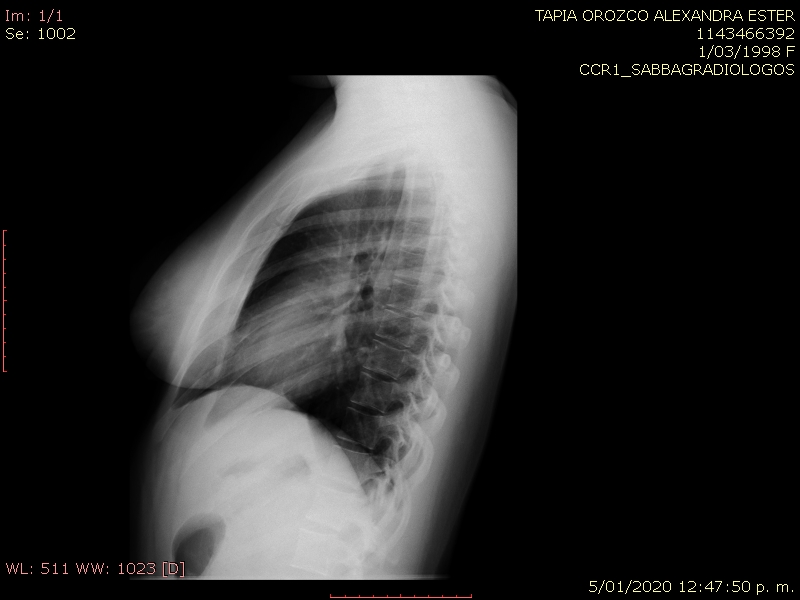 Im: 1/1
Se: 1002
TAPIA OROZCO ALEXANDRA ESTER
1143466392
1/03/1998 F
CCR1_SABBAGRADIOLOGOS
WL: 511 WW: 1023 [D]
5/01/2020 12:47:50 p. m.